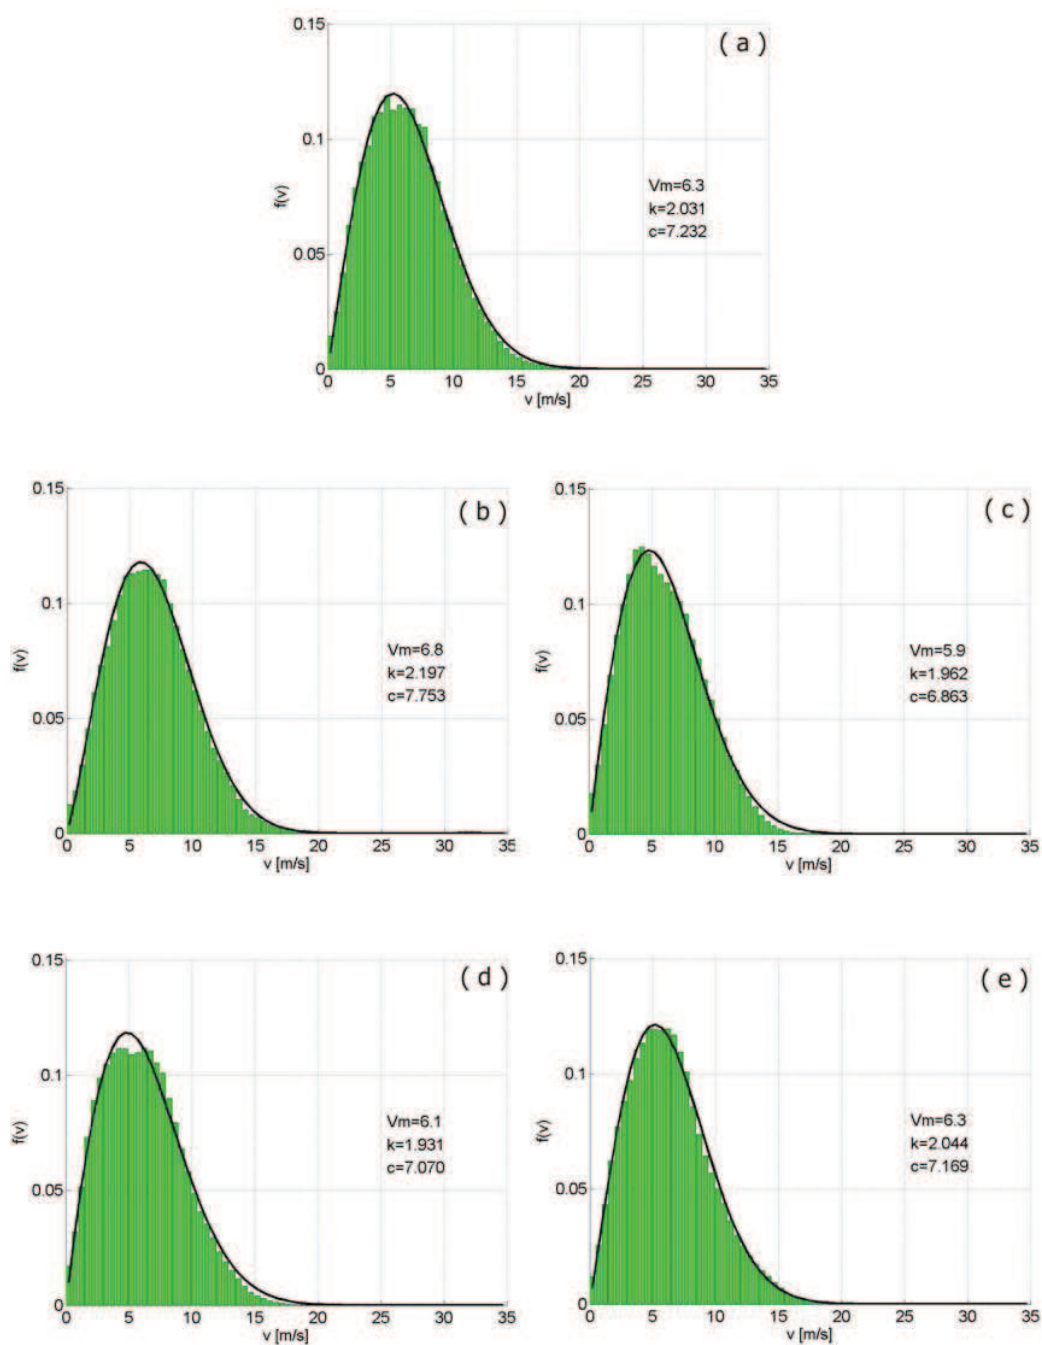 ( a )
0.15
0.1
0.05
0
f(v)
Vm=6.3
k=2.031
c=7.232
0 5 10 15 20 25 30 35
v [m/s]
( b )
0.15
0.1
0.05
0
f(v)
Vm=6.8
k=2.197
c=7.753
0 5 10 15 20 25 30 35
v [m/s]
( c )
0.15
0.1
0.05
0
f(v)
Vm=5.9
k=1.962
c=6.863
0 5 10 15 20 25 30 35
v [m/s]
( d )
0.15
0.1
0.05
0
f(v)
Vm=6.1
k=1.931
c=7.070
0 5 10 15 20 25 30 35
v [m/s]
( e )
0.15
0.1
0.05
0
f(v)
Vm=6.3
k=2.044
c=7.169
0 5 10 15 20 25 30 35
v [m/s]